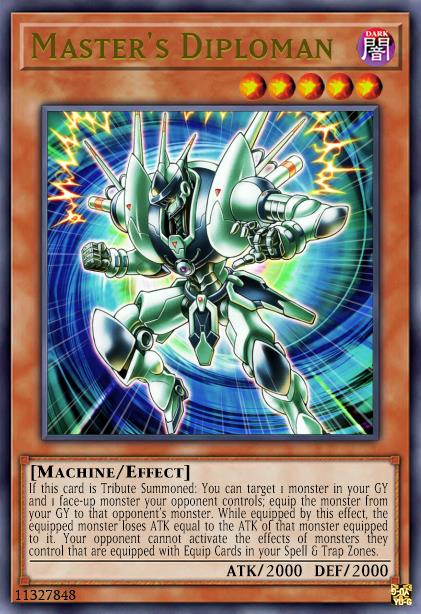 MASTER'S DIPLOMAN
DARK
闇
[MACHINE/EFFECT]
If this card is Tribute Summoned: You can target 1 monster in your GY
and 1 face-up monster your opponent controls; equip the monster from
your GY to that opponent's monster. While equipped by this effect, the
equipped monster loses ATK equal to the ATK of that monster equipped
to it. Your opponent cannot activate the effects of monsters they
control that are equipped with Equip Cards in your Spell & Trap Zones.
ATK/2000 DEF/2000
11327848